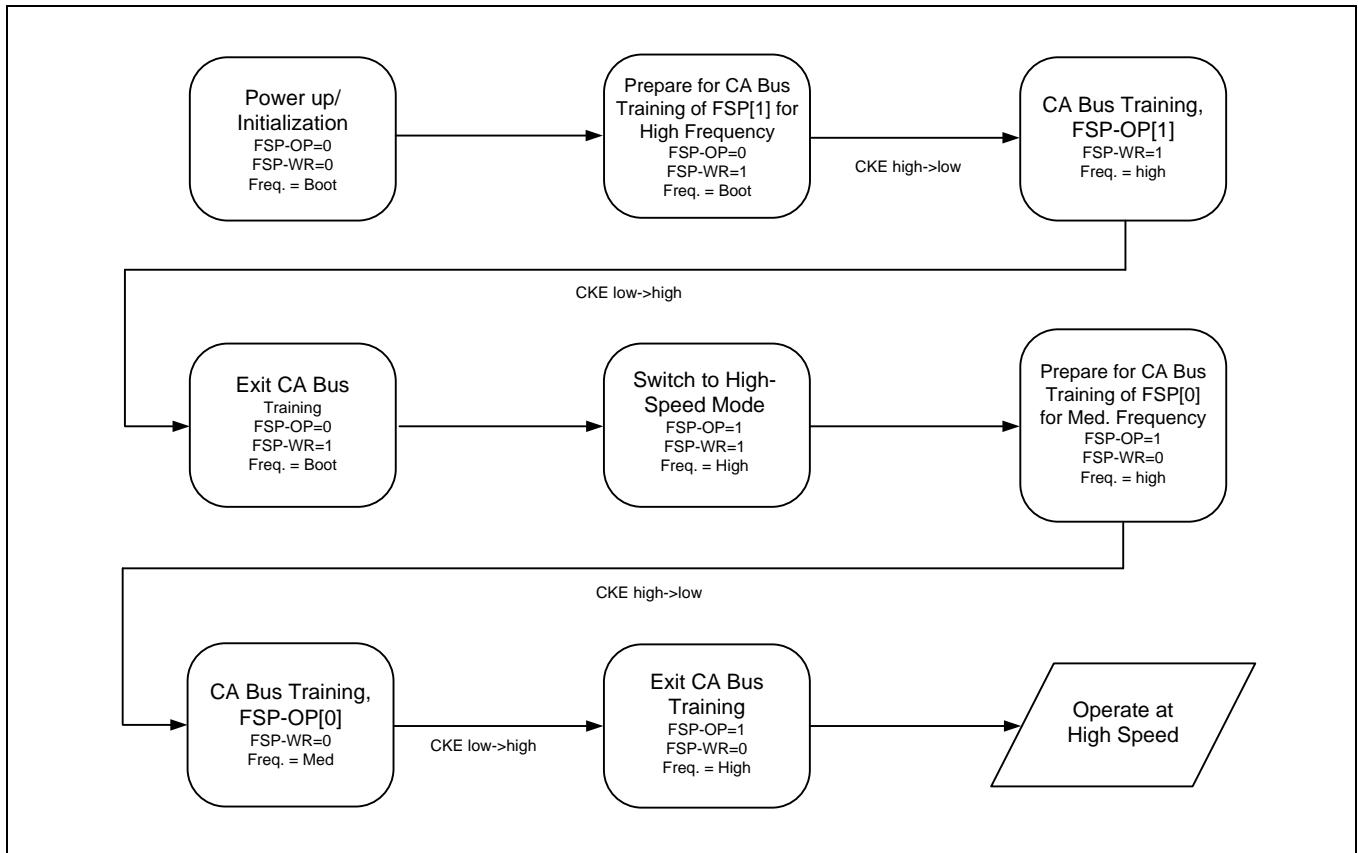 Power up/
Initialization
FSP-OP=0
FSP-WR=0
Freq. = Boot
Prepare for CA Bus
Training of FSP[1] for
High Frequency
FSP-OP=0
FSP-WR=1
Freq. = Boot
CKE high->low
CA Bus Training,
FSP-OP[1]
FSP-WR=1
Freq. = high
CKE low->high
Exit CA Bus
Training
FSP-OP=0
FSP-WR=1
Freq. = Boot
Switch to High-
Speed Mode
FSP-OP=1
FSP-WR=1
Freq. = High
Prepare for CA Bus
Training of FSP[0]
for Med. Frequency
FSP-OP=1
FSP-WR=0
Freq. = high
CKE high->low
CA Bus Training,
FSP-OP[0]
FSP-WR=0
Freq. = Med
CKE low->high
Exit CA Bus
Training
FSP-OP=1
FSP-WR=0
Freq. = High
Operate at
High Speed